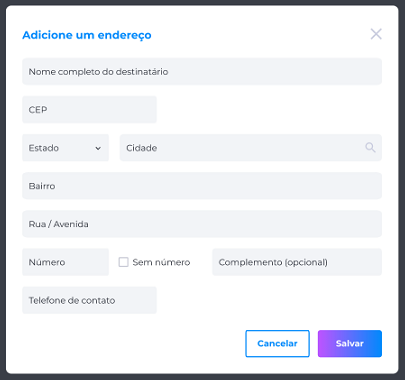 Adicione um endereço
Nome completo do destinatário
CEP
Estado
Cidade
Bairro
Rua / Avenida
Número
Sem número
Complemento (opcional)
Telefone de contato
Cancelar
Salvar